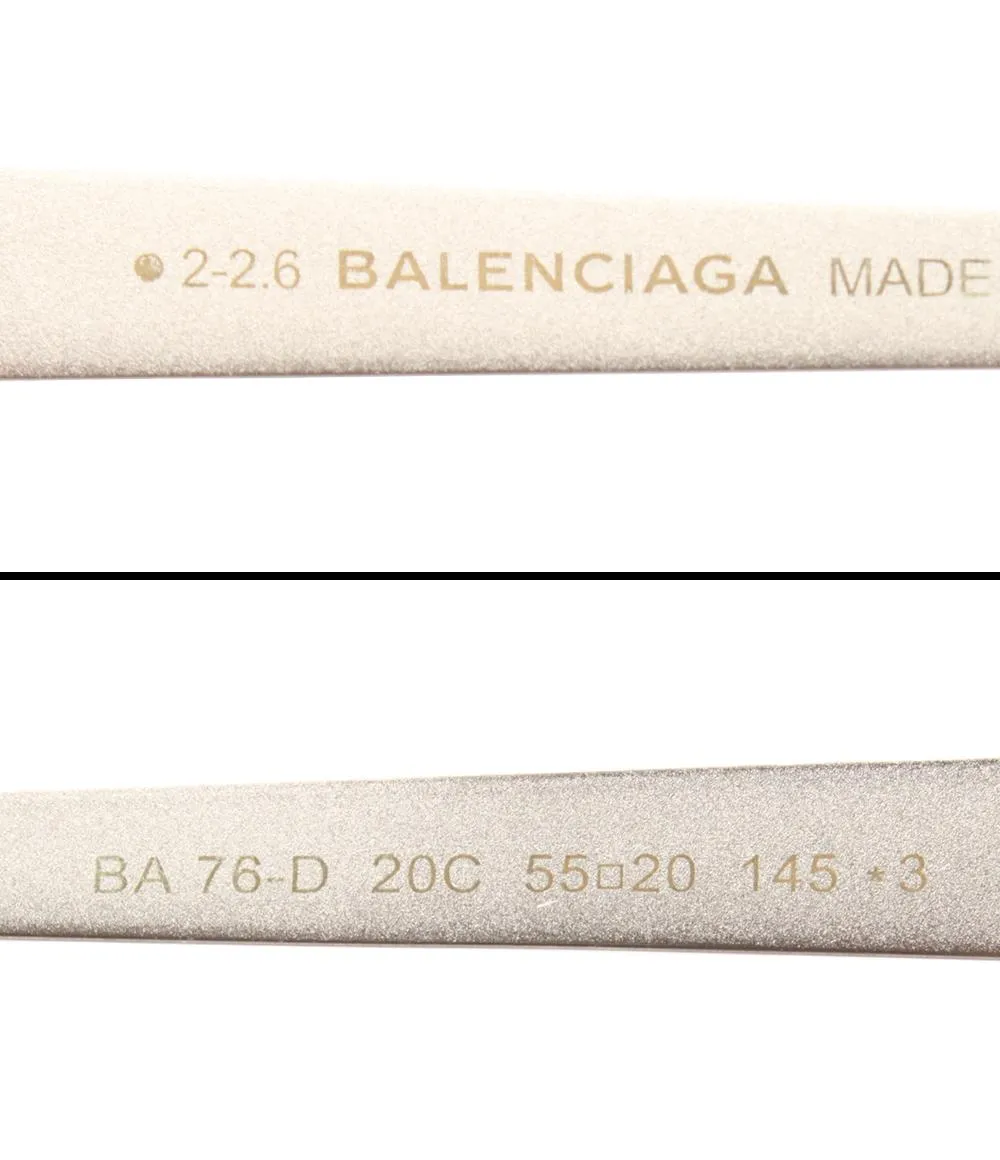 2-2.6 BALENCIAGA MADE
BA 76-D 20C 55□20 145 *3